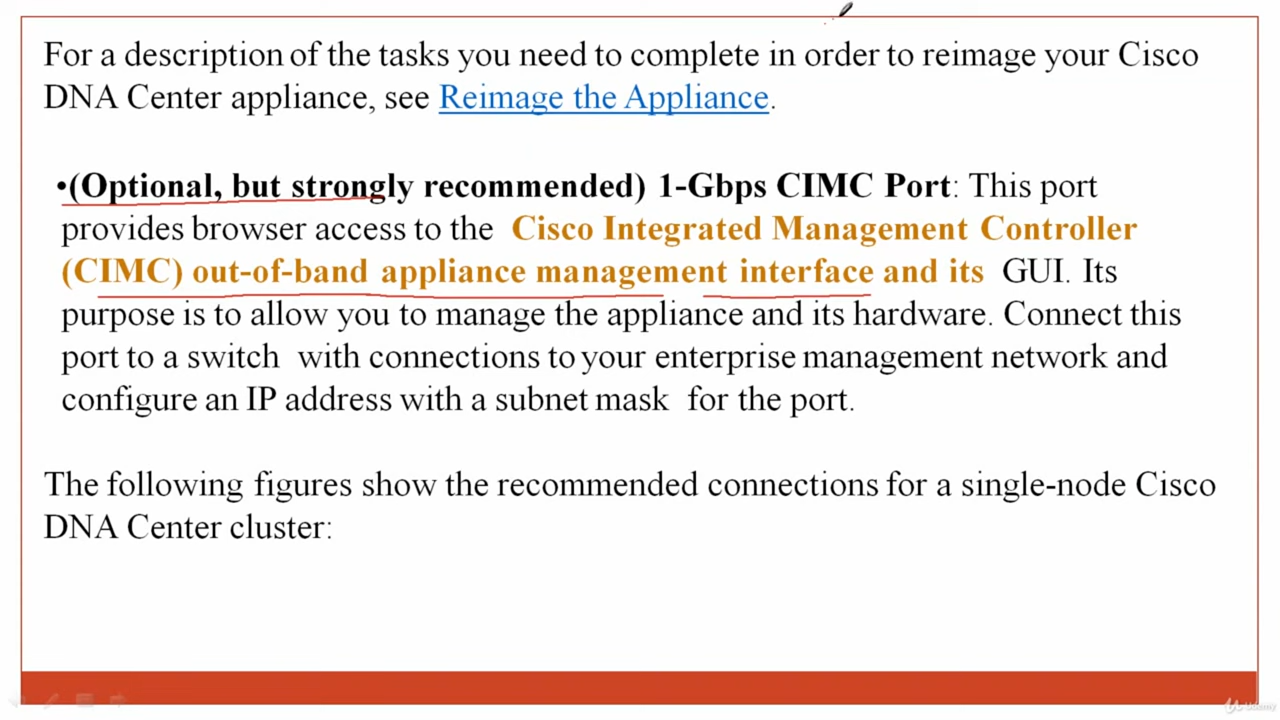 For a description of the tasks you need to complete in order to reimage your Cisco
DNA Center appliance, see Reimage the Appliance.
•(Optional, but strongly recommended) 1-Gbps CIMC Port: This port
provides browser access to the Cisco Integrated Management Controller
(CIMC) out-of-band appliance management interface and its GUI. Its
purpose is to allow you to manage the appliance and its hardware. Connect this
port to a switch with connections to your enterprise management network and
configure an IP address with a subnet mask for the port.
The following figures show the recommended connections for a single-node Cisco
DNA Center cluster:
Udemy